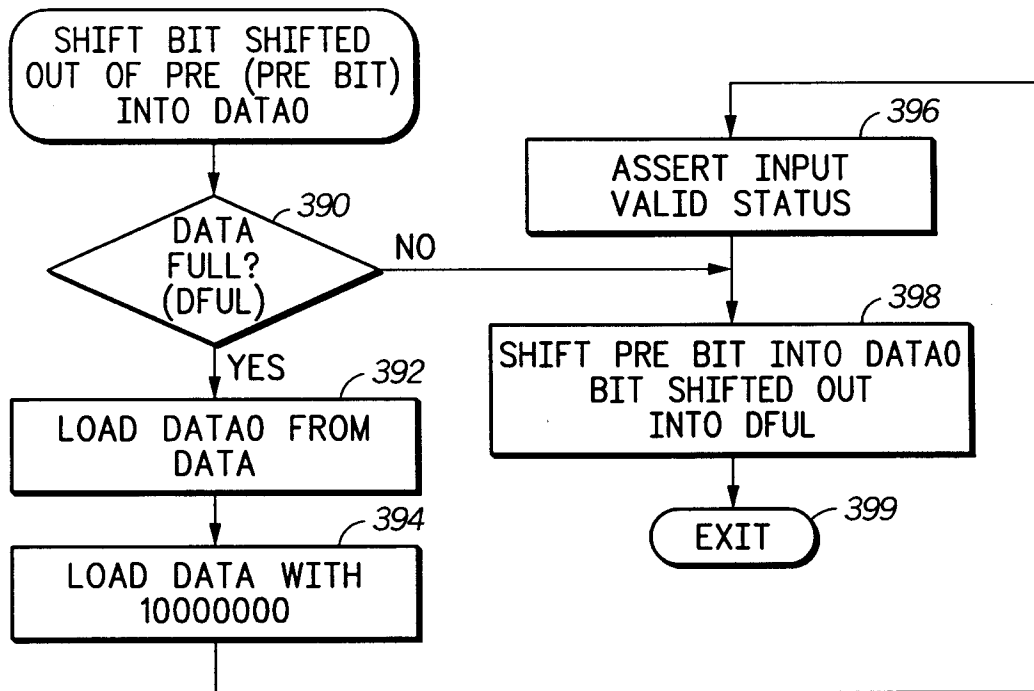 SHIFT BIT SHIFTED
OUT OF PRE (PRE BIT)
INTO DATA0
390
DATA
FULL?
(DFUL)
NO
YES
392
LOAD DATA0 FROM
DATA
394
LOAD DATA WITH
10000000
396
ASSERT INPUT
VALID STATUS
398
SHIFT PRE BIT INTO DATA0
BIT SHIFTED OUT
INTO DFUL
399
EXIT